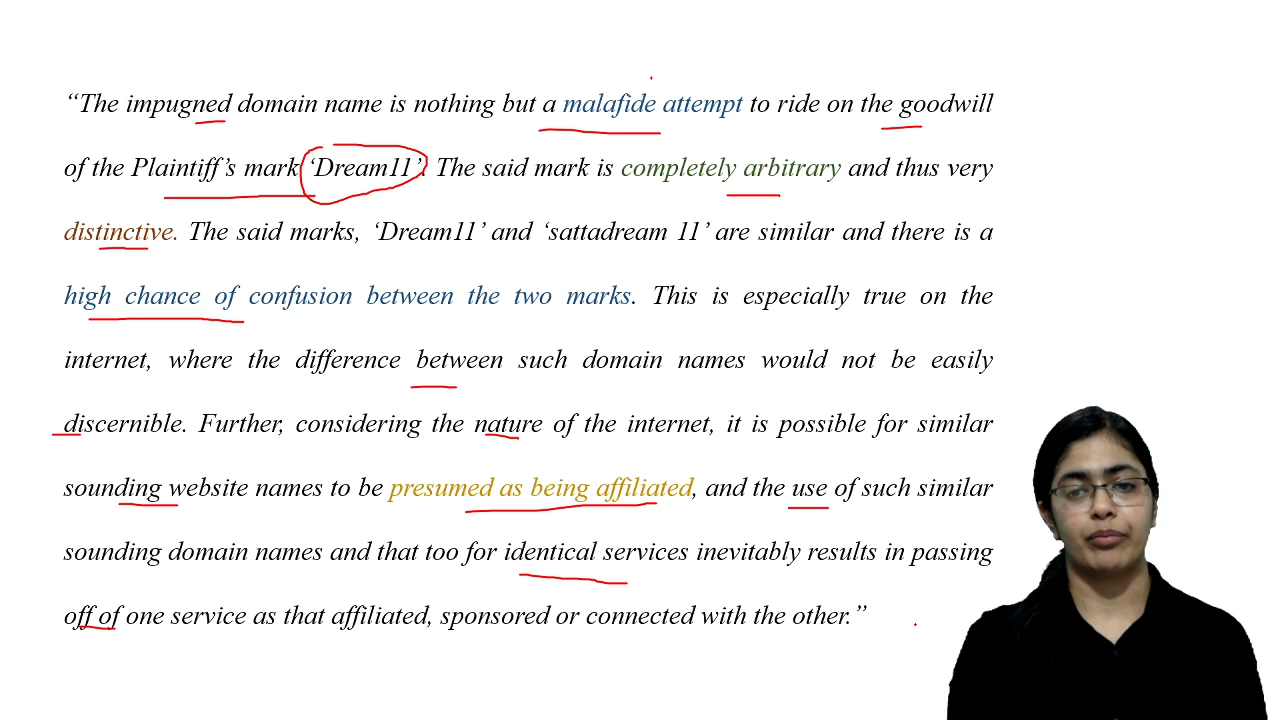 “The impugned domain name is nothing but a malafide attempt to ride on the goodwill
of the Plaintiff’s mark ‘Dream11’. The said mark is completely arbitrary and thus very
distinctive. The said marks, ‘Dream11’ and ‘sattadream 11’ are similar and there is a
high chance of confusion between the two marks. This is especially true on the
internet, where the difference between such domain names would not be easily
discernible. Further, considering the nature of the internet, it is possible for similar
sounding website names to be presumed as being affiliated, and the use of such similar
sounding domain names and that too for identical services inevitably results in passing
off of one service as that affiliated, sponsored or connected with the other.”